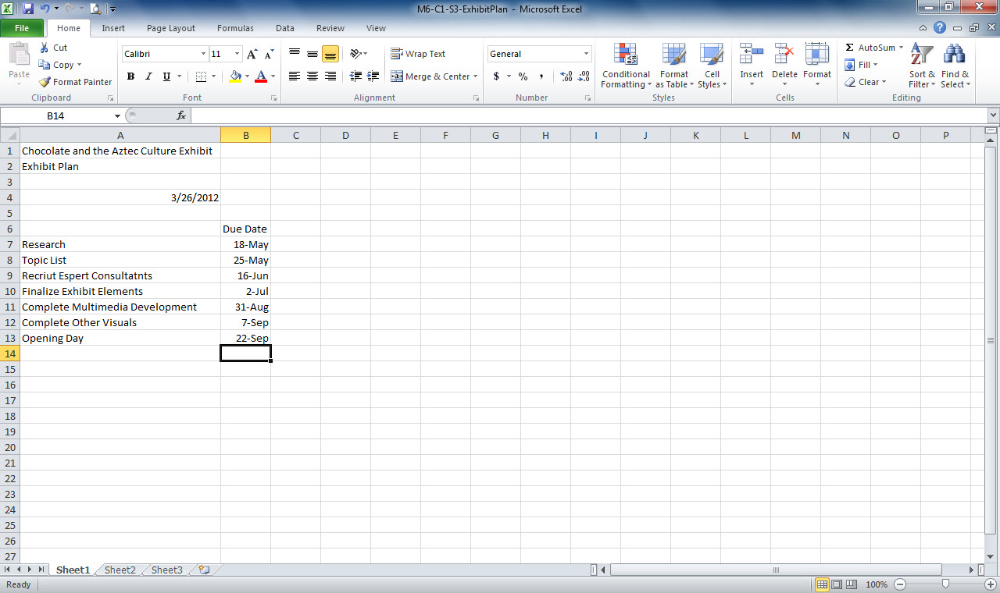 M6-C1-S3-ExhibitPlan - Microsoft Excel
File Home Insert Page Layout Formulas Data Review View
Cut
Copy
Format Painter
Paste
Clipboard
Calibri 11
B I U
Font
Wrap Text
Merge & Center
Alignment
General
$ % ,
Number
Conditional Formatting
Format as Table
Cell Styles
Styles
Insert Delete Format
Cells
AutoSum
Fill
Clear
Sort & Filter
Find & Select
Editing
B14 fx
A B C D E F G H I J K L M N O P
1 Chocolate and the Aztec Culture Exhibit
2 Exhibit Plan
3
4 3/26/2012
5
6 Due Date
7 Research 18-May
8 Topic List 25-May
9 Recriut Espert Consultatnts 16-Jun
10 Finalize Exhibit Elements 2-Jul
11 Complete Multimedia Development 31-Aug
12 Complete Other Visuals 7-Sep
13 Opening Day 22-Sep
14
15
16
17
18
19
20
21
22
23
24
25
26
27
Sheet1 Sheet2 Sheet3
Ready 100%